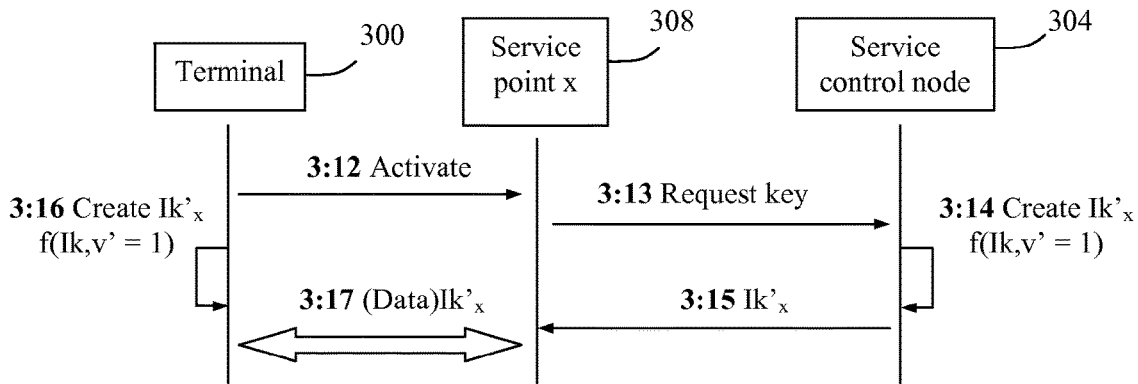 300
308
304
Terminal
Service
point x
Service
control node
3:12 Activate
3:13 Request key
3:16 Create Ik’x
f(Ik,v’ = 1)
3:14 Create Ik’x
f(Ik,v’ = 1)
3:17 (Data)Ik’x
3:15 Ik’x